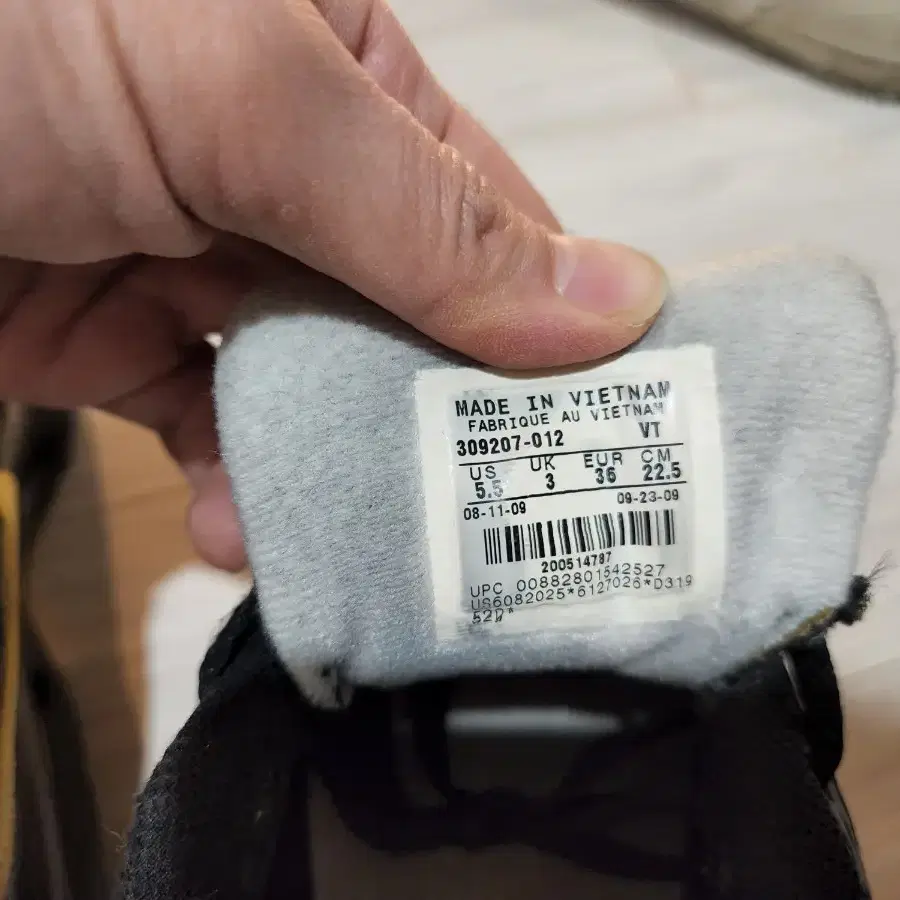 MADE IN VIETNAM
FABRIQUE AU VIETNAM
309207-012 VT
US UK EUR CM
5.5 3 36 22.5
08-11-09 09-23-09
200514787
UPC 00882801542527
US6082025*6127026*D319
52D*